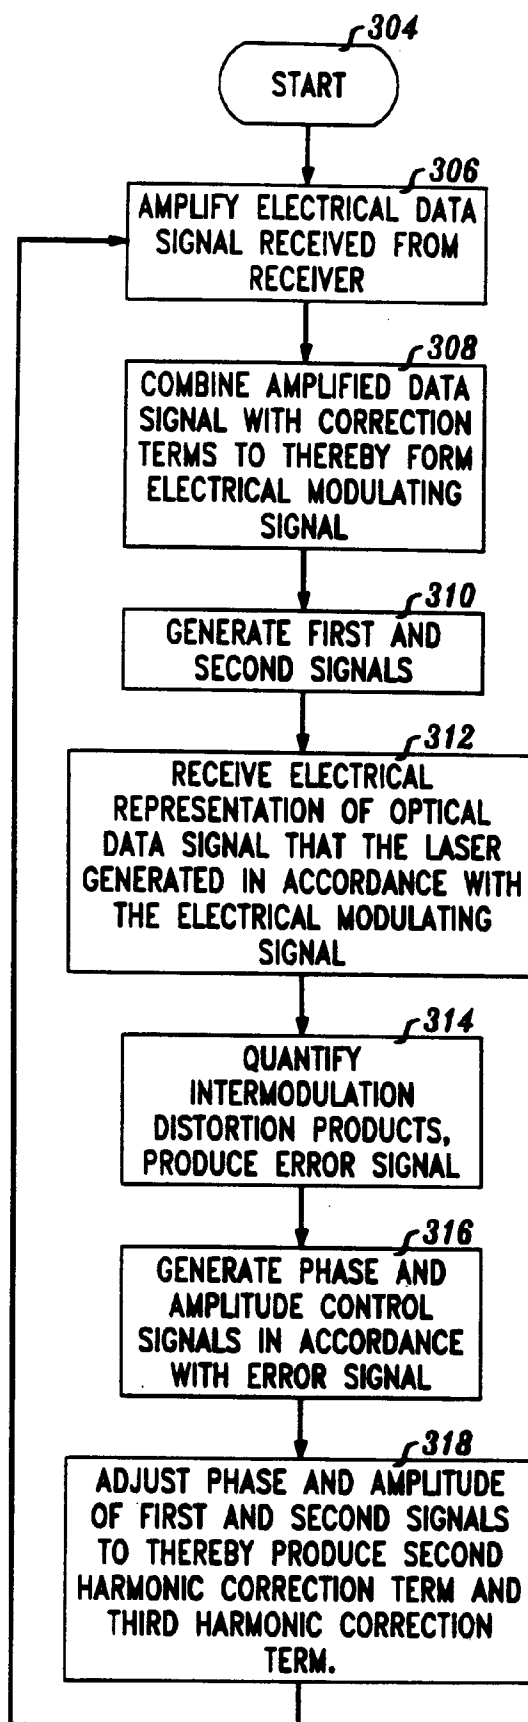 304
START
306
AMPLIFY ELECTRICAL DATA
SIGNAL RECEIVED FROM
RECEIVER
308
COMBINE AMPLIFIED DATA
SIGNAL WITH CORRECTION
TERMS TO THEREBY FORM
ELECTRICAL MODULATING
SIGNAL
310
GENERATE FIRST AND
SECOND SIGNALS
312
RECEIVE ELECTRICAL
REPRESENTATION OF OPTICAL
DATA SIGNAL THAT THE LASER
GENERATED IN ACCORDANCE WITH
THE ELECTRICAL MODULATING
SIGNAL
314
QUANTIFY
INTERMODULATION
DISTORTION PRODUCTS,
PRODUCE ERROR SIGNAL
316
GENERATE PHASE AND
AMPLITUDE CONTROL
SIGNALS IN ACCORDANCE
WITH ERROR SIGNAL
318
ADJUST PHASE AND AMPLITUDE
OF FIRST AND SECOND SIGNALS
TO THEREBY PRODUCE SECOND
HARMONIC CORRECTION TERM AND
THIRD HARMONIC CORRECTION
TERM.